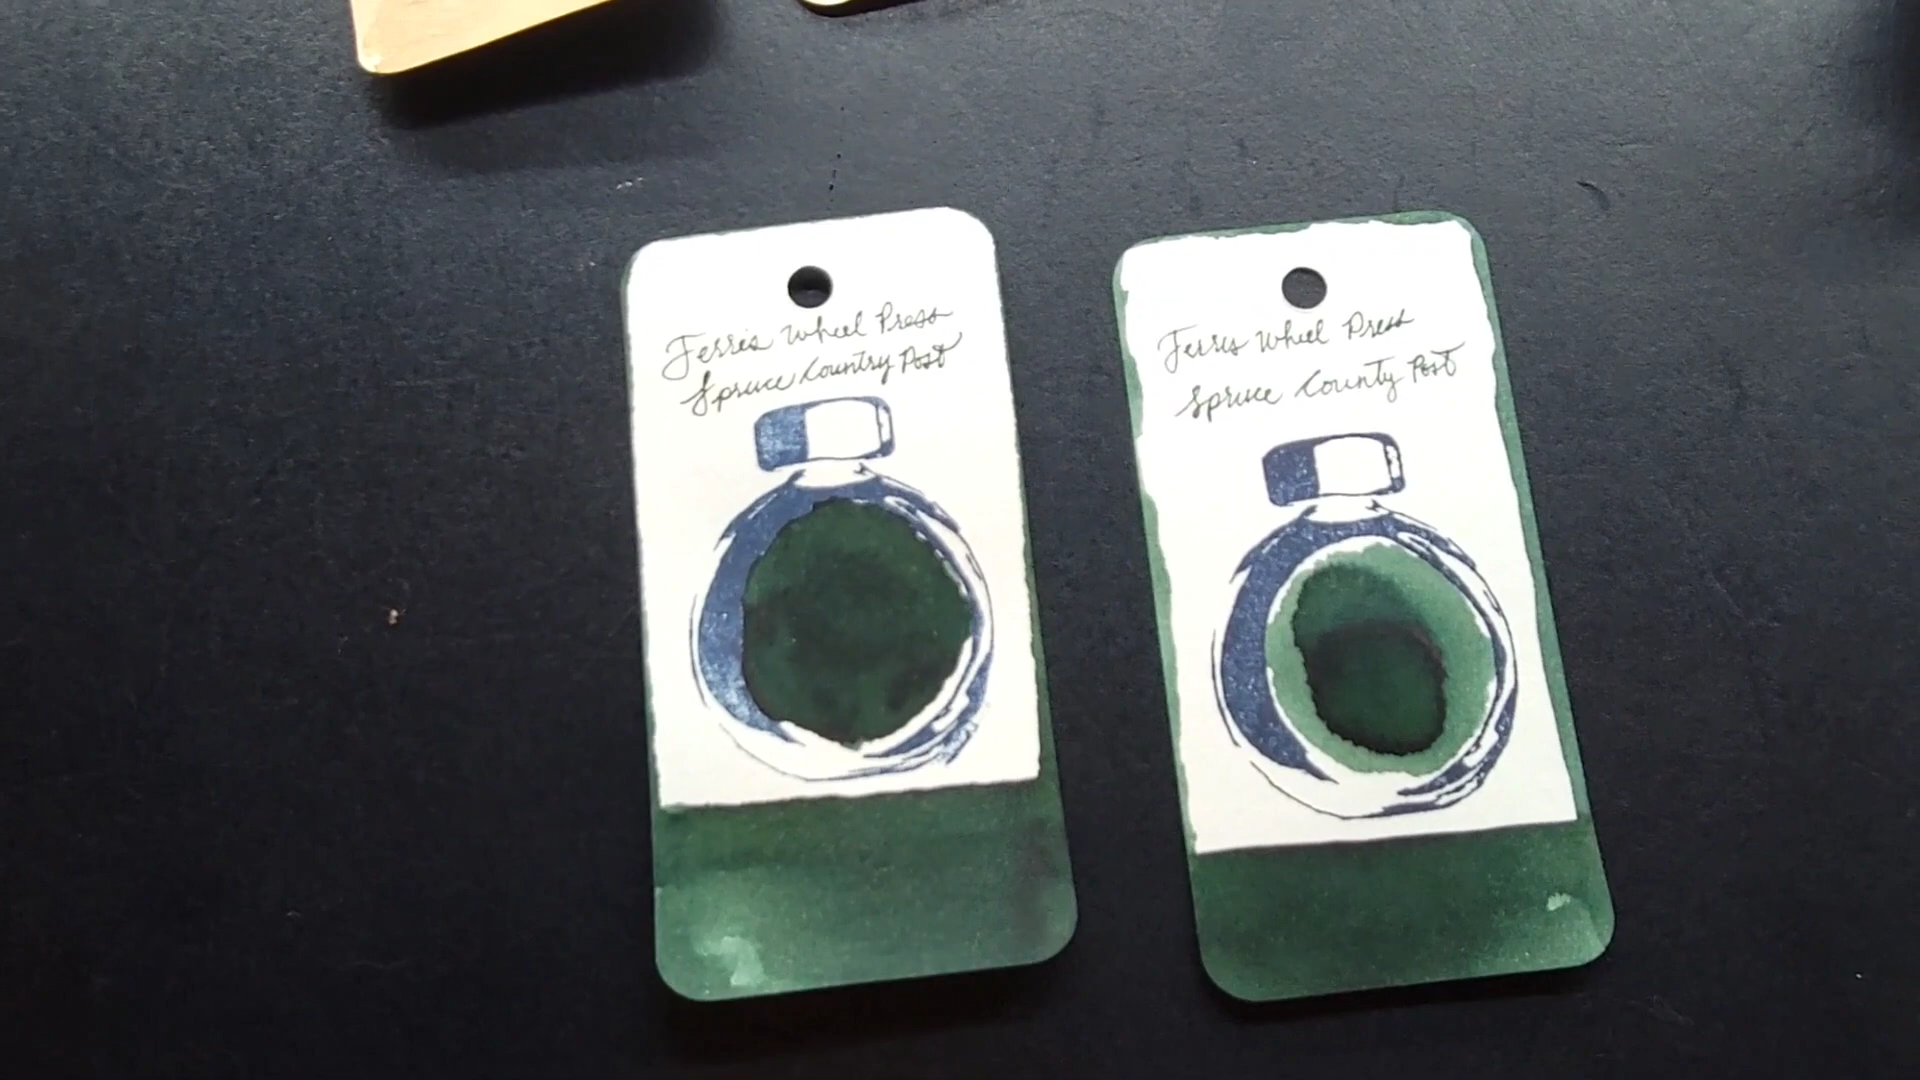 Ferris Wheel Press
Spruce Country Post
Ferris Wheel Press
Spruce County Post